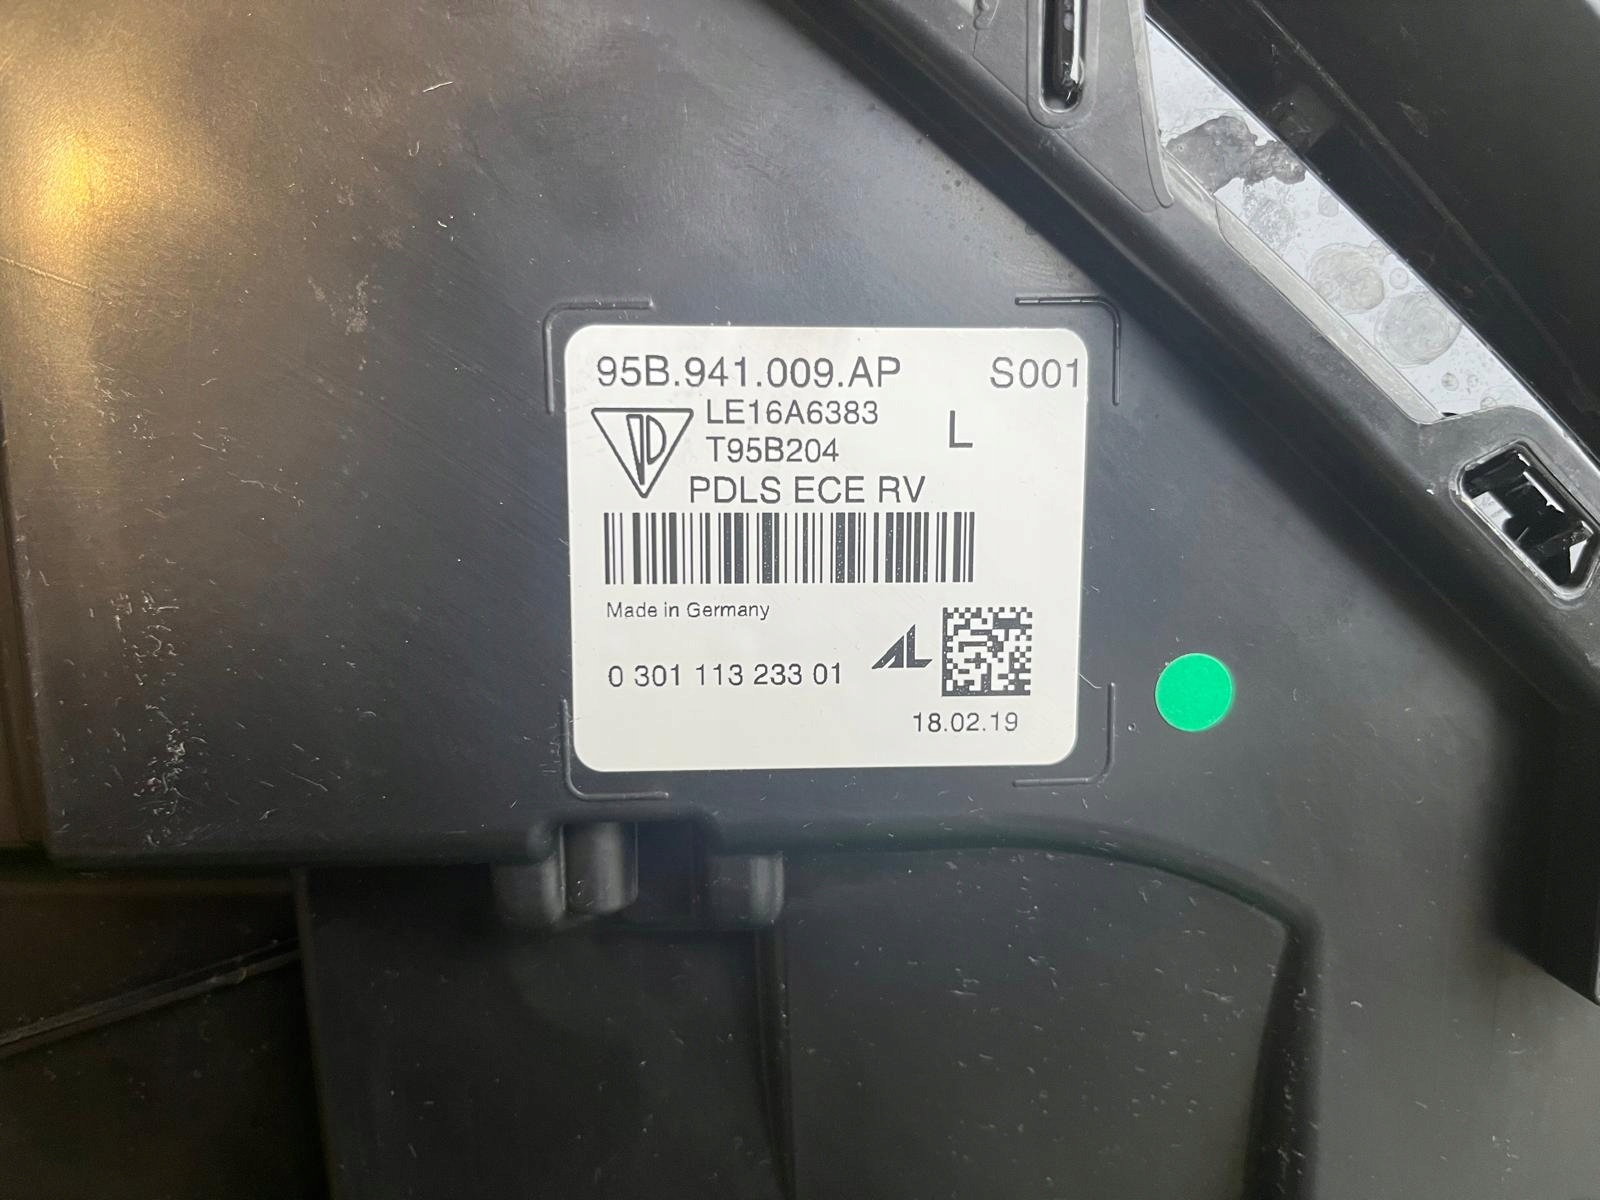 95B.941.009.AP S001
LE16A6383
T95B204 L
PDLS ECE RV
Made in Germany
AL
0 301 113 233 01
18.02.19